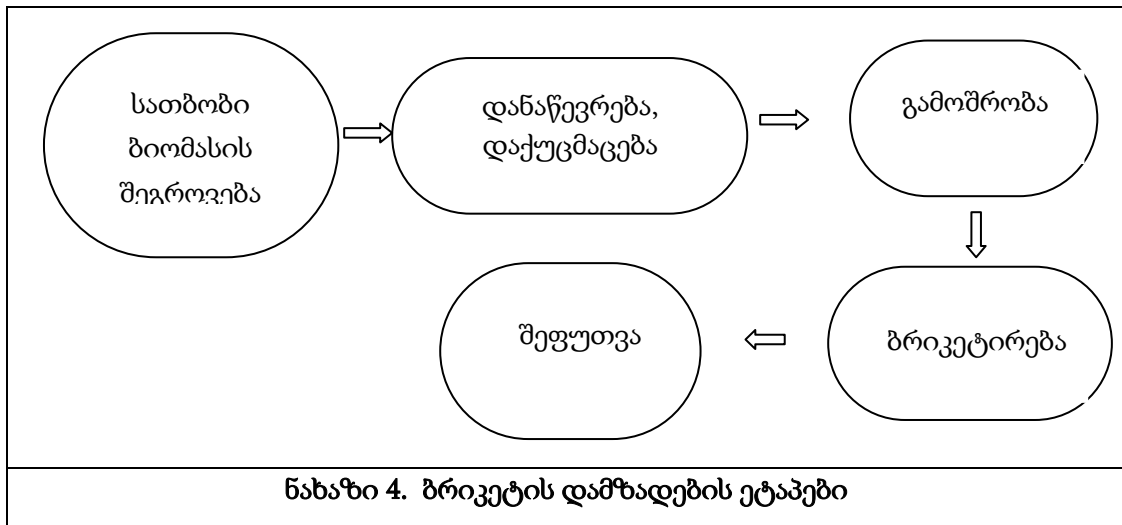 სათბობი
ბიომასის
შეგროვება
დანაწევრება,
დაქუცმაცება
გამოშრობა
ბრიკეტირება
შეფუთვა
ნახაზი 4. ბრიკეტის დამზადების ეტაპები